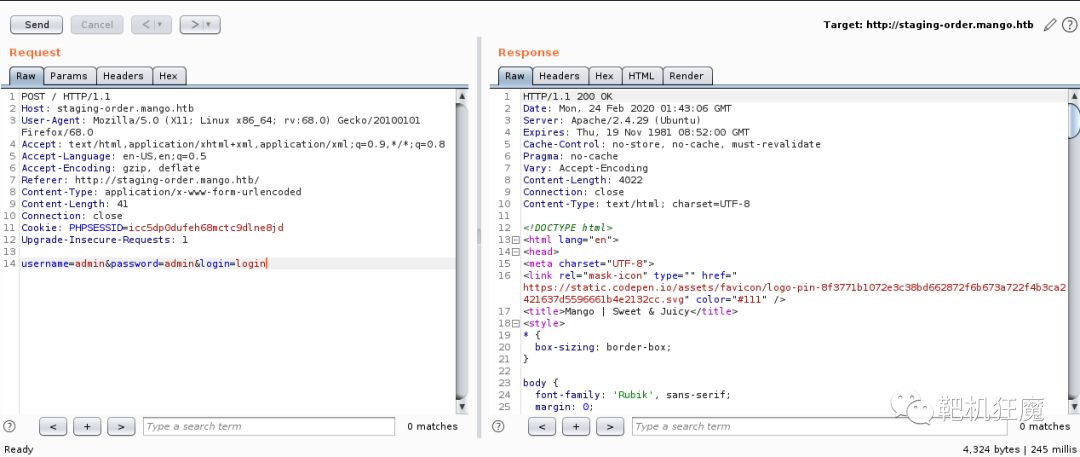 Send
Cancel
<
>
Target: http://staging-order.mango.htb
?
Request
Response
Raw
Params
Headers
Hex
Raw
Headers
Hex
HTML
Render
1 POST / HTTP/1.1
2 Host: staging-order.mango.htb
3 User-Agent: Mozilla/5.0 (X11; Linux x86_64; rv:68.0) Gecko/20100101
Firefox/68.0
4 Accept: text/html,application/xhtml+xml,application/xml;q=0.9,*/*;q=0.8
5 Accept-Language: en-US,en;q=0.5
6 Accept-Encoding: gzip, deflate
7 Referer: http://staging-order.mango.htb/
8 Content-Type: application/x-www-form-urlencoded
9 Content-Length: 41
10 Connection: close
11 Cookie: PHPSESSID=icc5dp0dufeh68mctc9dlne8jd
12 Upgrade-Insecure-Requests: 1
13
14 username=admin&password=admin&login=login
1 HTTP/1.1 200 OK
2 Date: Mon, 24 Feb 2020 01:43:06 GMT
3 Server: Apache/2.4.29 (Ubuntu)
4 Expires: Thu, 19 Nov 1981 08:52:00 GMT
5 Cache-Control: no-store, no-cache, must-revalidate
6 Pragma: no-cache
7 Vary: Accept-Encoding
8 Content-Length: 4022
9 Connection: close
10 Content-Type: text/html; charset=UTF-8
11
12 <!DOCTYPE html>
13 <html lang="en">
14 <head>
15 <meta charset="UTF-8">
16 <link rel="mask-icon" type="" href="
https://static.codepen.io/assets/favicon/logo-pin-8f3771b1072e3c38bd662872f6b673a722f4b3ca2
421637d5596661b4e2132cc.svg" color="#111" />
17 <title>Mango | Sweet & Juicy</title>
18 <style>
19 * {
20 box-sizing: border-box;
21 }
22
23 body {
24 font-family: 'Rubik', sans-serif;
25 margin: 0;
靶机狂魔
?
<
+
>
Type a search term
0 matches
?
<
+
>
Type a search term
0 matches
Ready
4,324 bytes | 245 millis